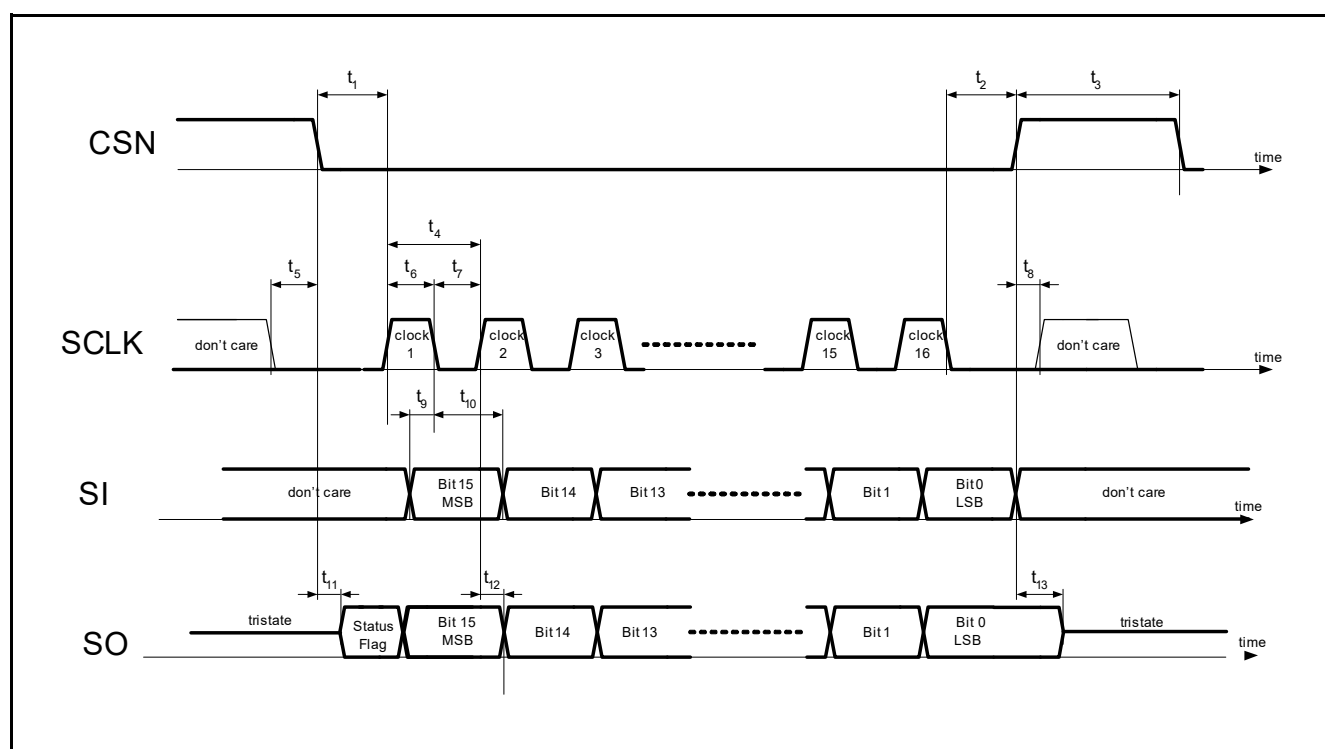 t1 t2 t3
CSN
time
t4
t5 t6 t7 t8
SCLK
don't care clock 1 clock 2 clock 3 clock 15 clock 16 don't care
time
t9 t10
SI
don't care Bit 15 MSB Bit 14 Bit 13 Bit 1 Bit 0 LSB don't care
time
t11 t12 t13
SO
tristate Status Flag Bit 15 MSB Bit 14 Bit 13 Bit 1 Bit 0 LSB tristate
time